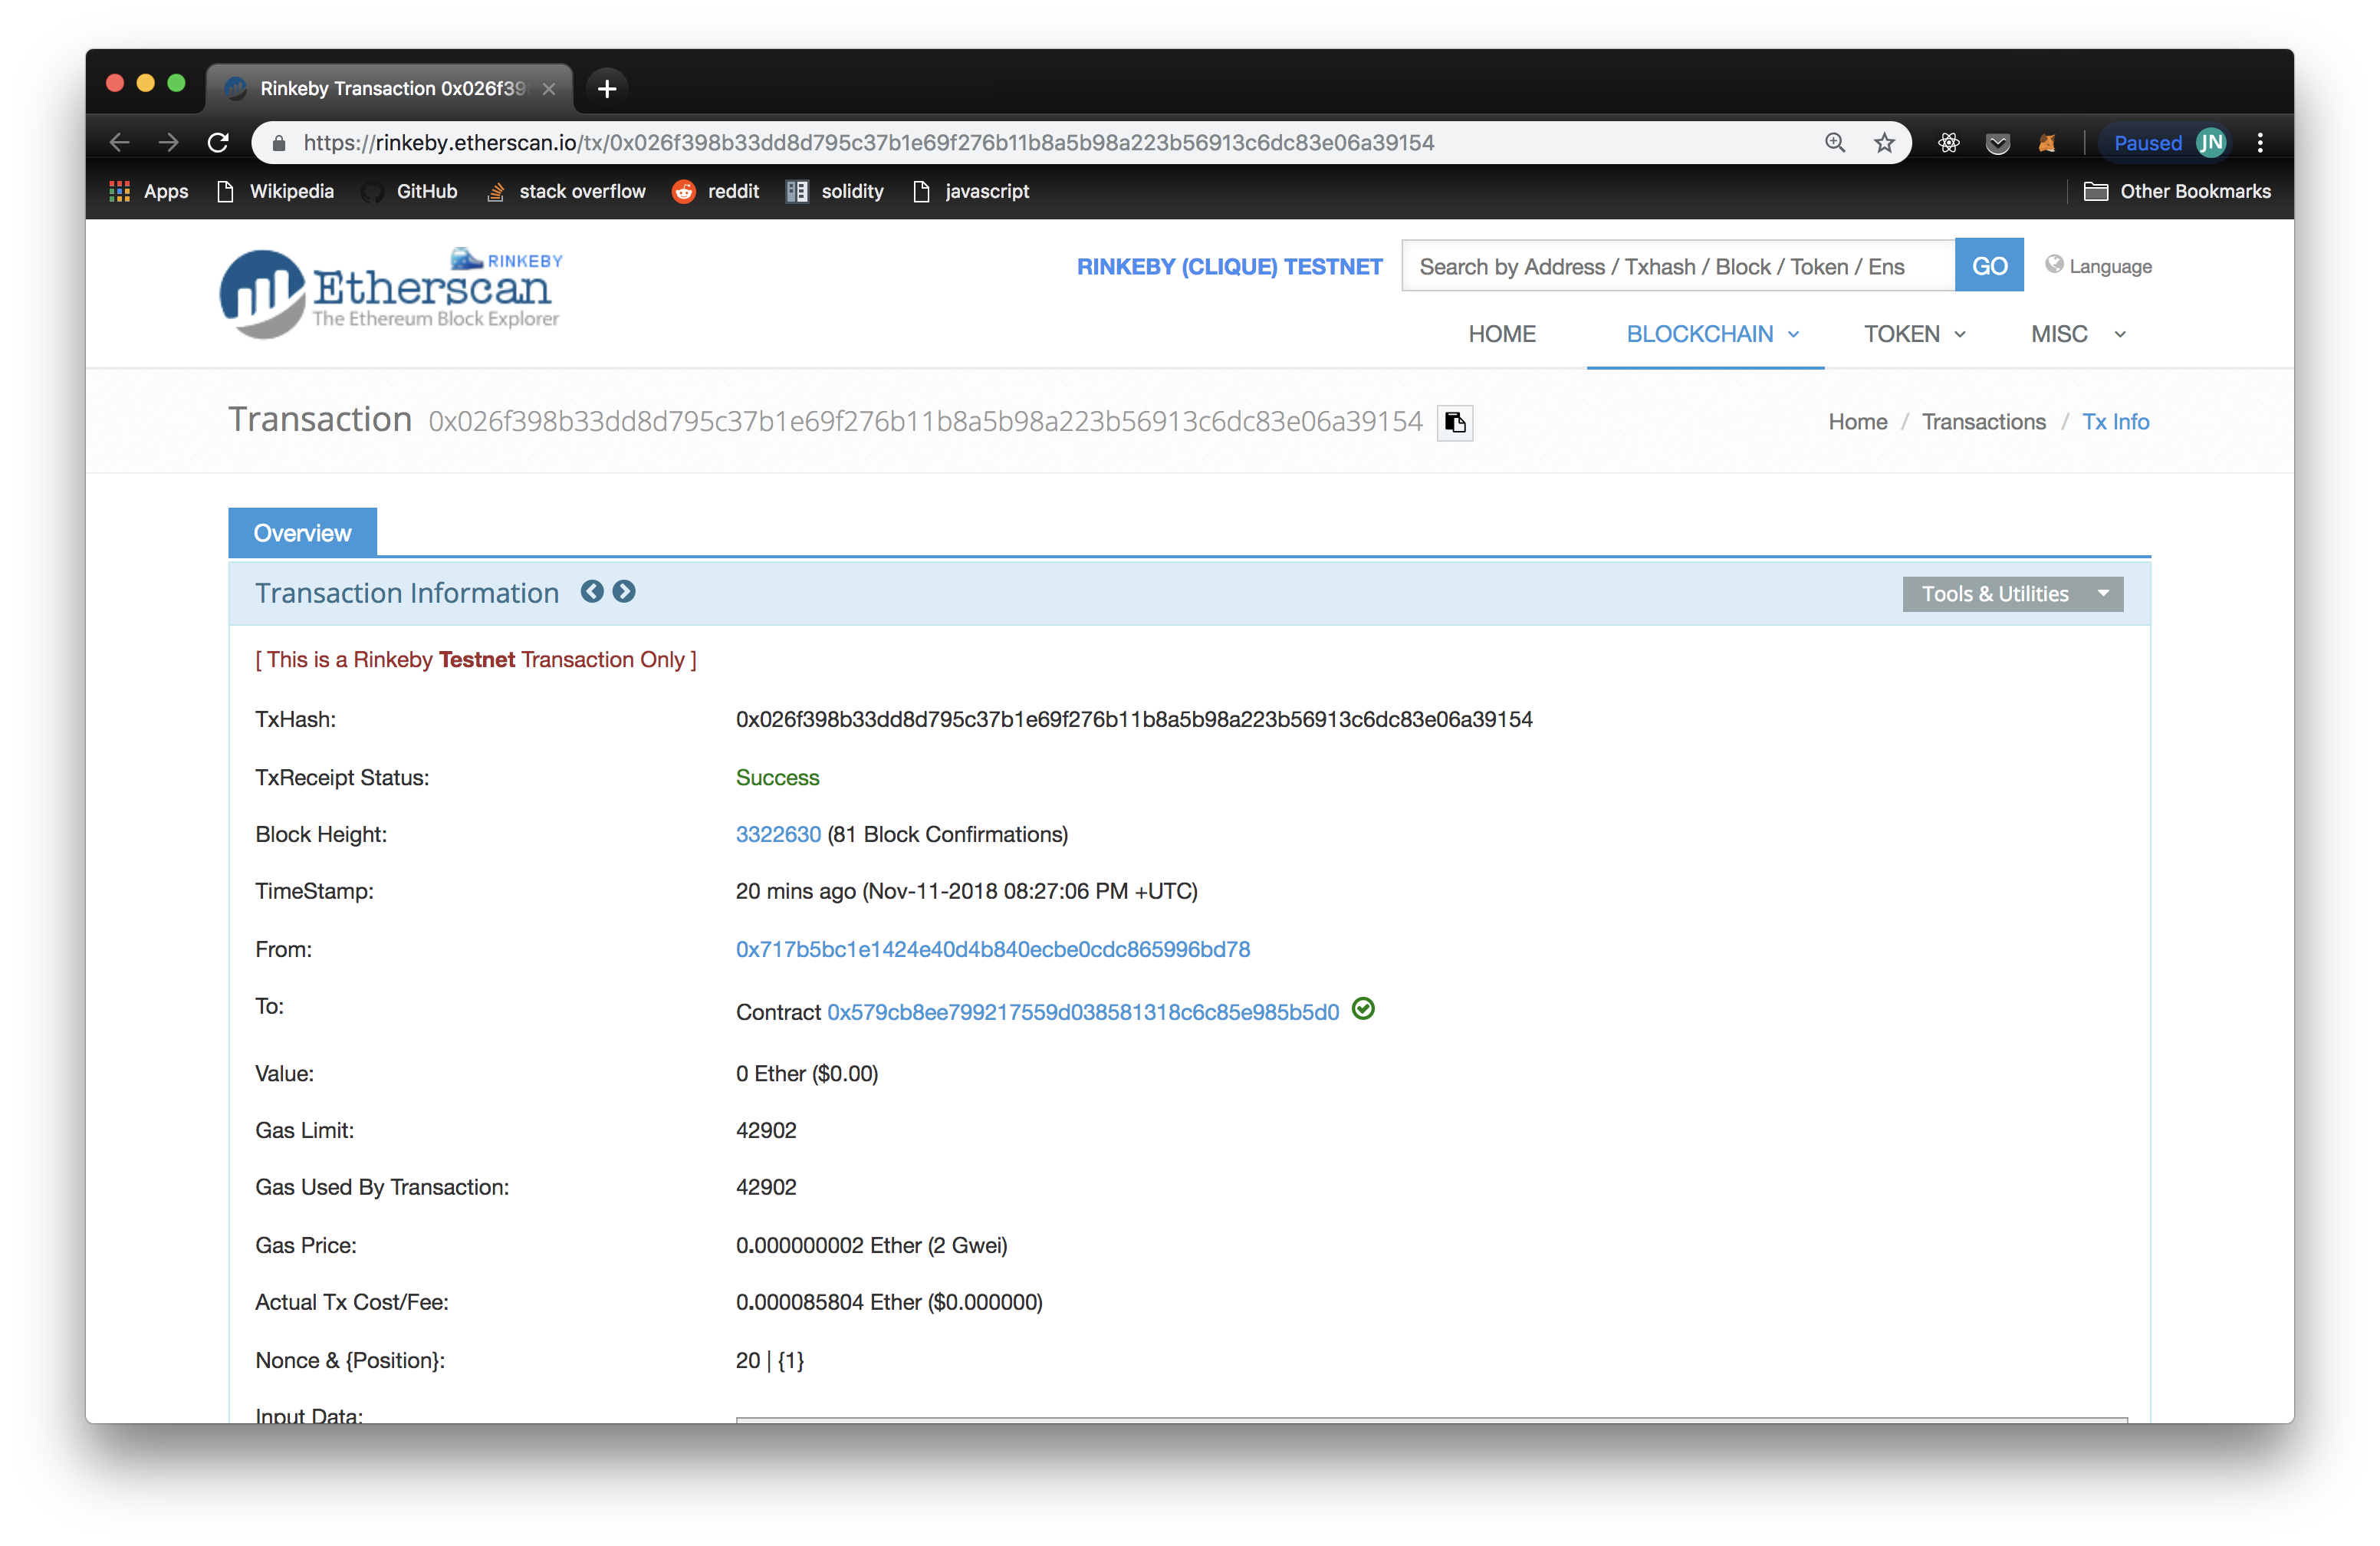 Rinkeby Transaction 0x026f39
https://rinkeby.etherscan.io/tx/0x026f398b33dd8d795c37b1e69f276b11b8a5b98a223b56913c6dc83e06a39154
Paused JN
Apps Wikipedia GitHub stack overflow reddit solidity javascript Other Bookmarks
RINKEBY
Etherscan
The Ethereum Block Explorer
RINKEBY (CLIQUE) TESTNET Search by Address / Txhash / Block / Token / Ens GO Language
HOME BLOCKCHAIN TOKEN MISC
Transaction 0x026f398b33dd8d795c37b1e69f276b11b8a5b98a223b56913c6dc83e06a39154 Home / Transactions / Tx Info
Overview
Transaction Information Tools & Utilities
[ This is a Rinkeby Testnet Transaction Only ]
TxHash: 0x026f398b33dd8d795c37b1e69f276b11b8a5b98a223b56913c6dc83e06a39154
TxReceipt Status: Success
Block Height: 3322630 (81 Block Confirmations)
TimeStamp: 20 mins ago (Nov-11-2018 08:27:06 PM +UTC)
From: 0x717b5bc1e1424e40d4b840ecbe0cdc865996bd78
To: Contract 0x579cb8ee799217559d038581318c6c85e985b5d0
Value: 0 Ether ($0.00)
Gas Limit: 42902
Gas Used By Transaction: 42902
Gas Price: 0.000000002 Ether (2 Gwei)
Actual Tx Cost/Fee: 0.000085804 Ether ($0.000000)
Nonce & {Position}: 20 | {1}
Input Data: